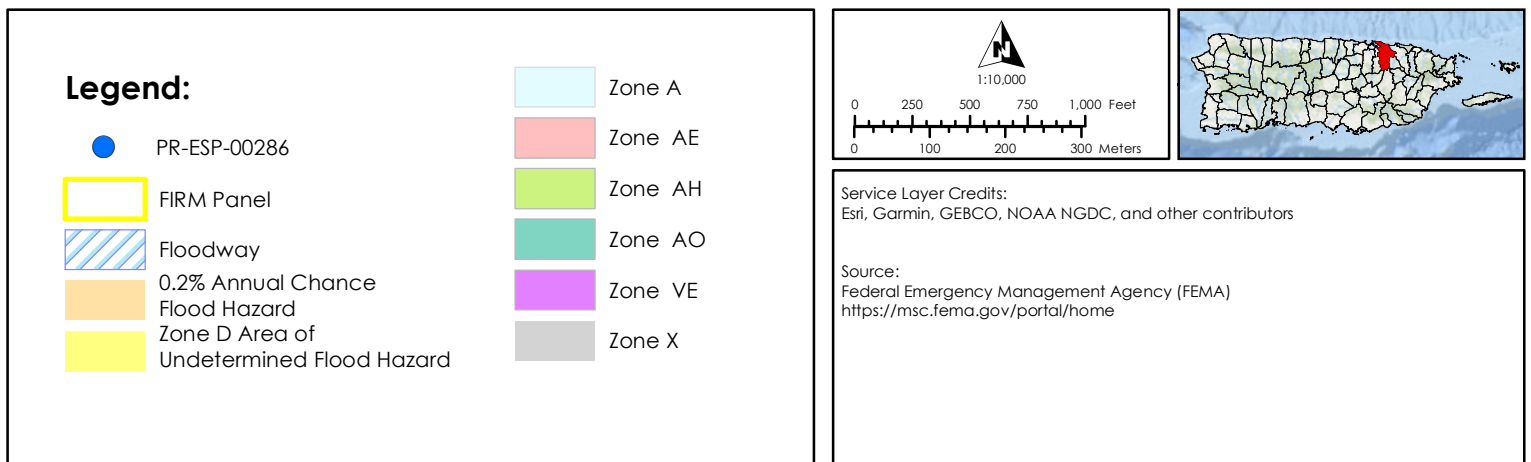 Legend:
PR-ESP-00286
FIRM Panel
Floodway
0.2% Annual Chance
Flood Hazard
Zone D Area of
Undetermined Flood Hazard
Zone A
Zone AE
Zone AH
Zone AO
Zone VE
Zone X
N
1:10,000
0 250 500 750 1,000 Feet
0 100 200 300 Meters
Service Layer Credits:
Esri, Garmin, GEBCO, NOAA NGDC, and other contributors
Source:
Federal Emergency Management Agency (FEMA)
https://msc.fema.gov/portal/home